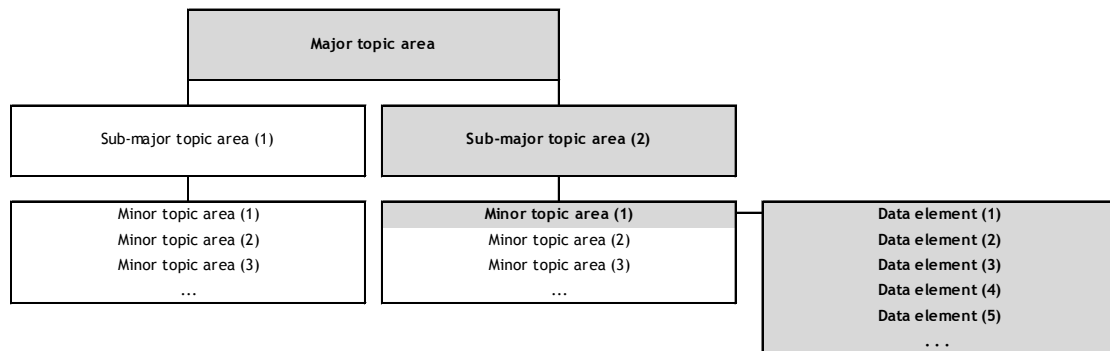 Major topic area
Sub-major topic area (1)
Sub-major topic area (2)
Minor topic area (1)
Minor topic area (2)
Minor topic area (3)
...
Minor topic area (1)
Minor topic area (2)
Minor topic area (3)
...
Data element (1)
Data element (2)
Data element (3)
Data element (4)
Data element (5)
...